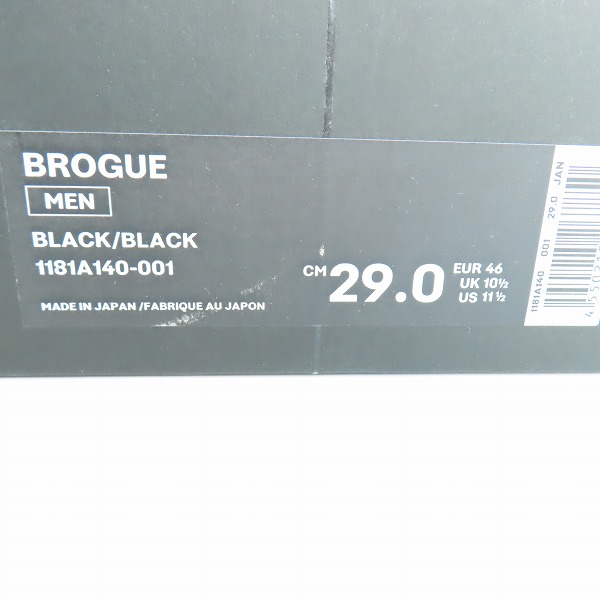 BROGUE
MEN
BLACK/BLACK
1181A140-001
MADE IN JAPAN /FABRIQUE AU JAPON
CM 29.0
EUR 46
UK 10½
US 11½
1181A140 001 29.0 JAN